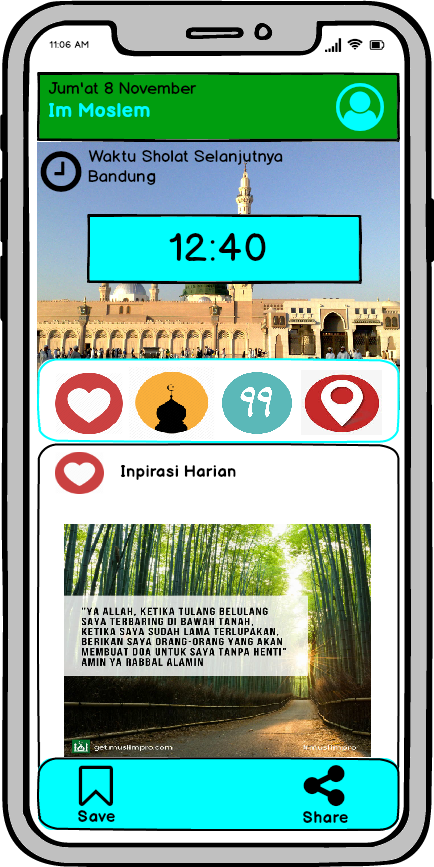 11:06 AM
Jum'at 8 November
Im Moslem
Waktu Sholat Selanjutnya
Bandung
12:40
99
Inpirasi Harian
"YA ALLAH, KETIKA TULANG BELULANG
SAYA TERBARING DI BAWAH TANAH,
KETIKA SAYA SUDAH LAMA TERLUPAKAN,
BERIKAN SAYA ORANG-ORANG YANG AKAN
MEMBUAT DOA UNTUK SAYA TANPA HENTI"
AMIN YA RABBAL ALAMIN
get.muslimpro.com
#muslimpro
Save
Share